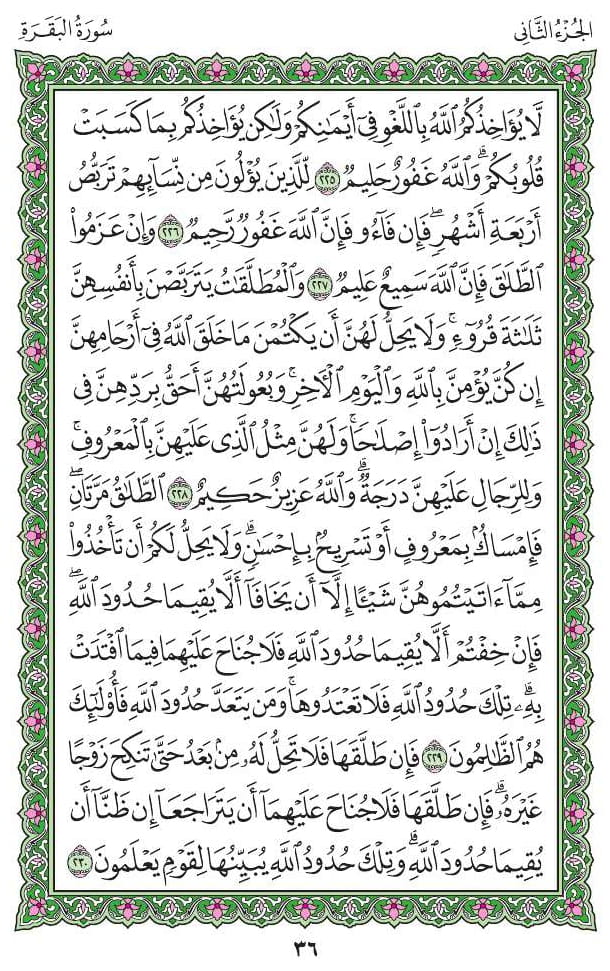 الجُزْءُ الثَّانِي
سُورَةُ البَقَرَةِ
لَّا يُؤَاخِذُكُمُ ٱللَّهُ بِٱللَّغْوِ فِىٓ أَيْمَٰنِكُمْ وَلَٰكِن يُؤَاخِذُكُم بِمَا كَسَبَتْ
قُلُوبُكُمْ ۗ وَٱللَّهُ غَفُورٌ حَلِيمٌ ٢٢٥ لِّلَّذِينَ يُؤْلُونَ مِن نِّسَآئِهِمْ تَرَبُّصُ
أَرْبَعَةِ أَشْهُرٍ ۖ فَإِن فَآءُو فَإِنَّ ٱللَّهَ غَفُورٌ رَّحِيمٌ ٢٢٦ وَإِنْ عَزَمُوا۟
ٱلطَّلَٰقَ فَإِنَّ ٱللَّهَ سَمِيعٌ عَلِيمٌ ٢٢٧ وَٱلْمُطَلَّقَٰتُ يَتَرَبَّصْنَ بِأَنفُسِهِنَّ
ثَلَٰثَةَ قُرُوٓءٍ ۚ وَلَا يَحِلُّ لَهُنَّ أَن يَكْتُمْنَ مَا خَلَقَ ٱللَّهُ فِىٓ أَرْحَامِهِنَّ
إِن كُنَّ يُؤْمِنَّ بِٱللَّهِ وَٱلْيَوْمِ ٱلْءَاخِرِ ۚ وَبُعُولَتُهُنَّ أَحَقُّ بِرَدِّهِنَّ فِى
ذَٰلِكَ إِنْ أَرَادُوٓا۟ إِصْلَٰحًا ۚ وَلَهُنَّ مِثْلُ ٱلَّذِى عَلَيْهِنَّ بِٱلْمَعْرُوفِ ۚ
وَلِلرِّجَالِ عَلَيْهِنَّ دَرَجَةٌ ۗ وَٱللَّهُ عَزِيزٌ حَكِيمٌ ٢٢٨ ٱلطَّلَٰقُ مَرَّتَانِ ۖ
فَإِمْسَاكٌۢ بِمَعْرُوفٍ أَوْ تَسْرِيحٌۢ بِإِحْسَٰنٍ ۗ وَلَا يَحِلُّ لَكُمْ أَن تَأْخُذُوا۟
مِمَّآ ءَاتَيْتُمُوهُنَّ شَيْـًٔا إِلَّآ أَن يَخَافَآ أَلَّا يُقِيمَا حُدُودَ ٱللَّهِ ۖ
فَإِنْ خِفْتُمْ أَلَّا يُقِيمَا حُدُودَ ٱللَّهِ فَلَا جُنَاحَ عَلَيْهِمَا فِيمَا ٱفْتَدَتْ
بِهِۦ ۗ تِلْكَ حُدُودُ ٱللَّهِ فَلَا تَعْتَدُوهَا ۚ وَمَن يَتَعَدَّ حُدُودَ ٱللَّهِ فَأُو۟لَٰٓئِكَ
هُمُ ٱلظَّٰلِمُونَ ٢٢٩ فَإِن طَلَّقَهَا فَلَا تَحِلُّ لَهُۥ مِنۢ بَعْدُ حَتَّىٰ تَنكِحَ زَوْجًا
غَيْرَهُۥ ۗ فَإِن طَلَّقَهَا فَلَا جُنَاحَ عَلَيْهِمَآ أَن يَتَرَاجَعَآ إِن ظَنَّآ أَن
يُقِيمَا حُدُودَ ٱللَّهِ ۗ وَتِلْكَ حُدُودُ ٱللَّهِ يُبَيِّنُهَا لِقَوْمٍ يَعْلَمُونَ ٢٣٠
٣٦